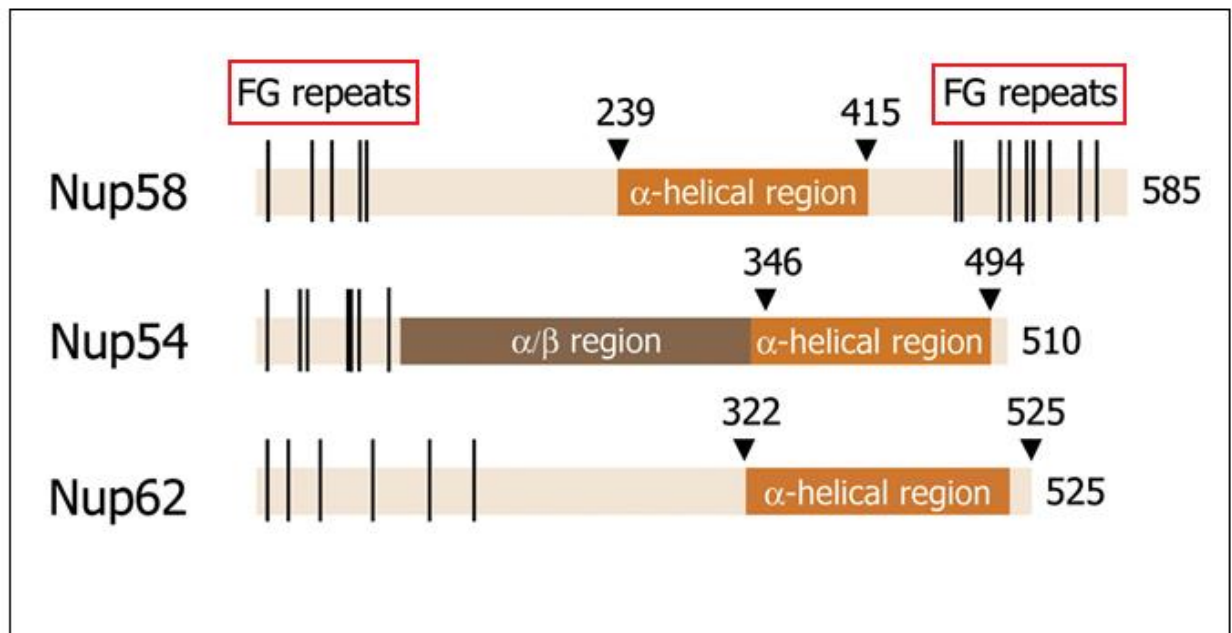 FG repeats FG repeats
239 415
Nup58 α-helical region 585
346 494
Nup54 α/β region α-helical region 510
322 525
Nup62 α-helical region 525